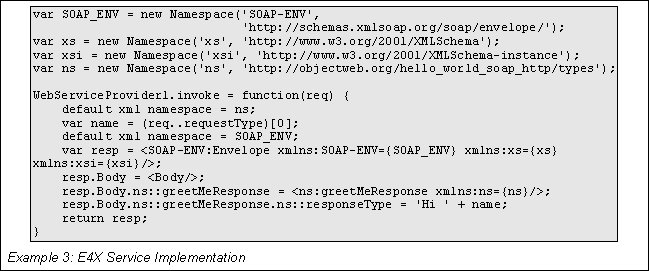 var SOAP_ENV = new Namespace('SOAP-ENV',
'http://schemas.xmlsoap.org/soap/envelope/');
var xs = new Namespace('xs', 'http://www.w3.org/2001/XMLSchema');
var xsi = new Namespace('xsi', 'http://www.w3.org/2001/XMLSchema-instance');
var ns = new Namespace('ns', 'http://objectweb.org/hello_world_soap_http/types');
WebServiceProvider1.invoke = function(req) {
default xml namespace = ns;
var name = (req..requestType)[0];
default xml namespace = SOAP_ENV;
var resp = <SOAP-ENV:Envelope xmlns:SOAP-ENV={SOAP_ENV} xmlns:xs={xs}
xmlns:xsi={xsi}/>;
resp.Body = <Body/>;
resp.Body.ns::greetMeResponse = <ns:greetMeResponse xmlns:ns={ns}/>;
resp.Body.ns::greetMeResponse.ns::responseType = 'Hi ' + name;
return resp;
}
Example 3: E4X Service Implementation